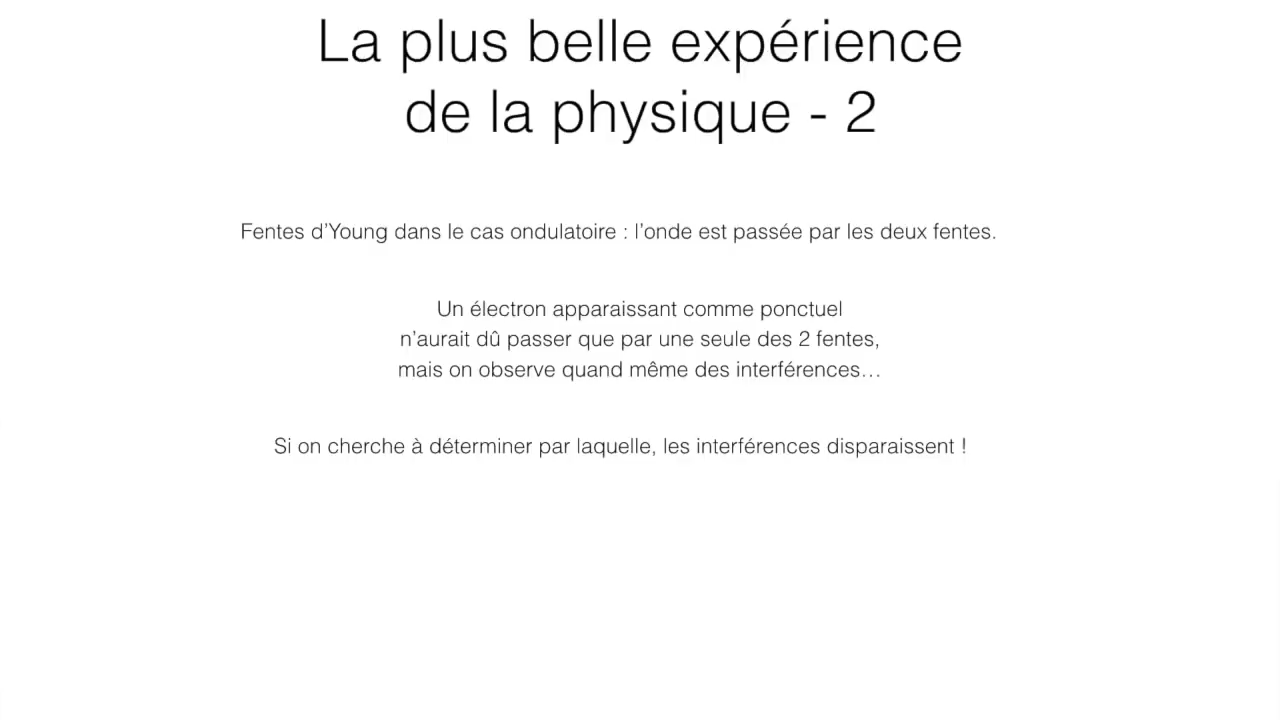 La plus belle expérience
de la physique - 2
Fentes d’Young dans le cas ondulatoire : l’onde est passée par les deux fentes.
Un électron apparaissant comme ponctuel
n’aurait dû passer que par une seule des 2 fentes,
mais on observe quand même des interférences…
Si on cherche à déterminer par laquelle, les interférences disparaissent !